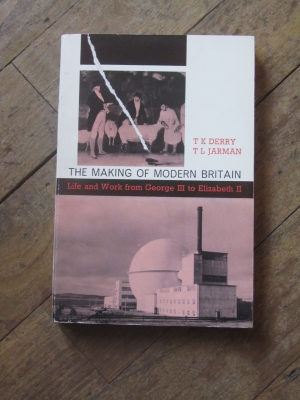 T K DERRY
T L JARMAN
THE MAKING OF MODERN BRITAIN
Life and Work from George III to Elizabeth II